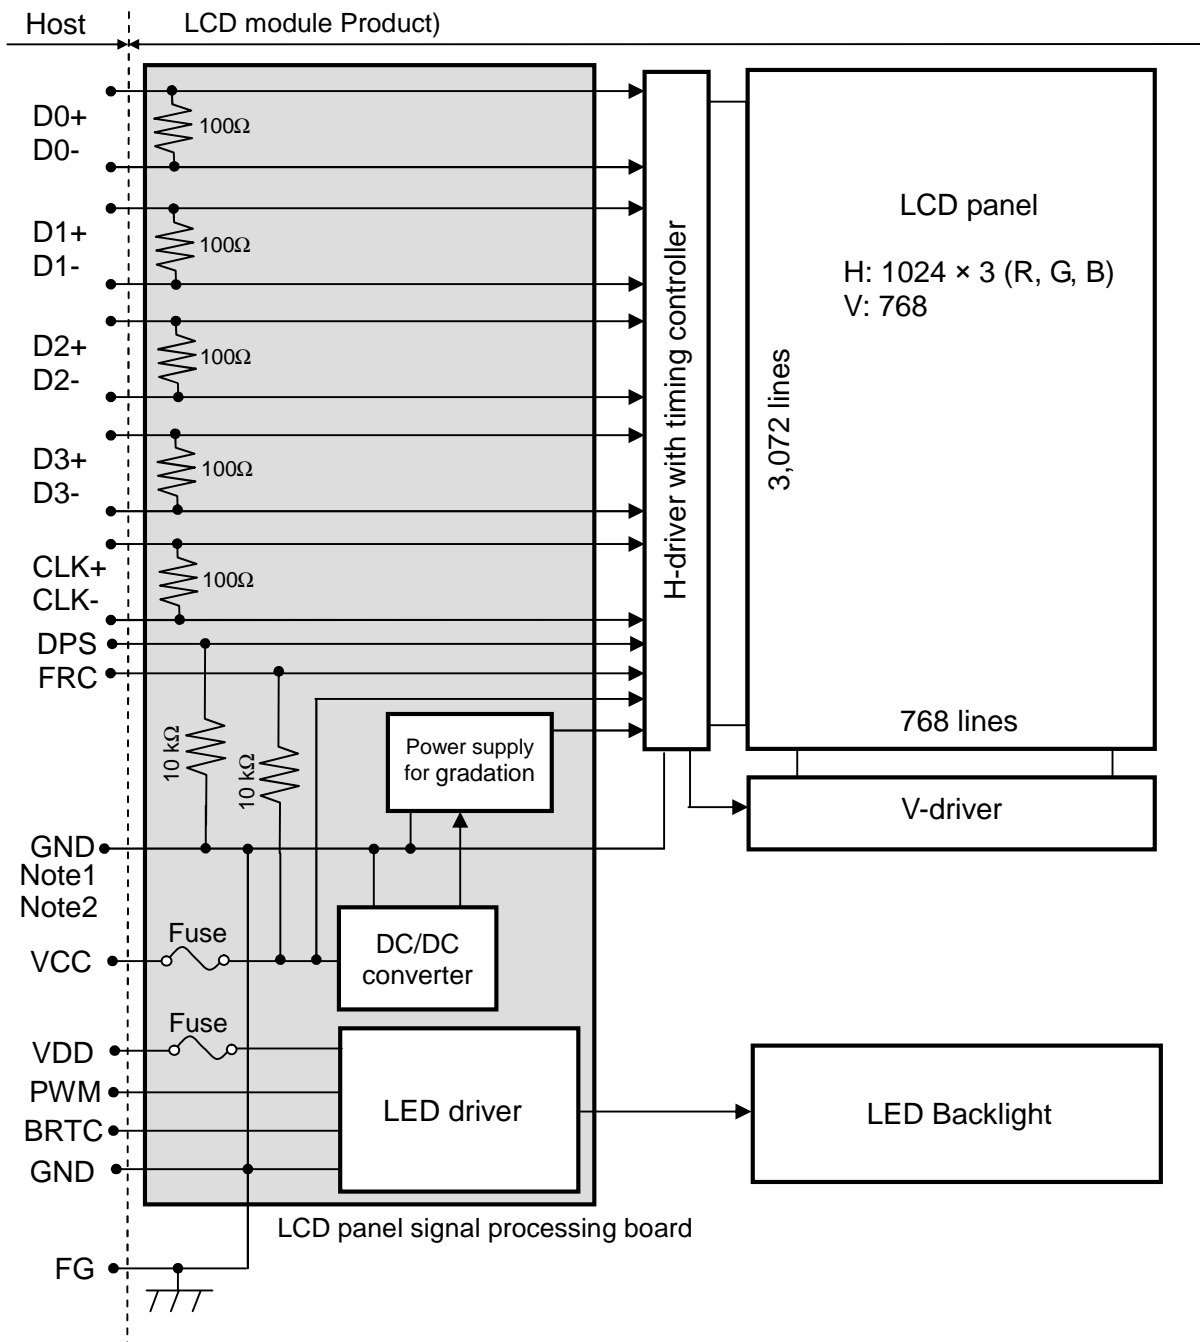 Host
LCD module Product)
D0+
D0-
100Ω
D1+
D1-
100Ω
D2+
D2-
100Ω
D3+
D3-
100Ω
CLK+
CLK-
100Ω
DPS
FRC
10 kΩ
10 kΩ
Power supply
for gradation
H-driver with timing controller
LCD panel
H: 1024 × 3 (R, G, B)
V: 768
3,072 lines
768 lines
V-driver
GND
Note1
Note2
Fuse
VCC
DC/DC
converter
Fuse
VDD
PWM
BRTC
GND
LED driver
LED Backlight
LCD panel signal processing board
FG